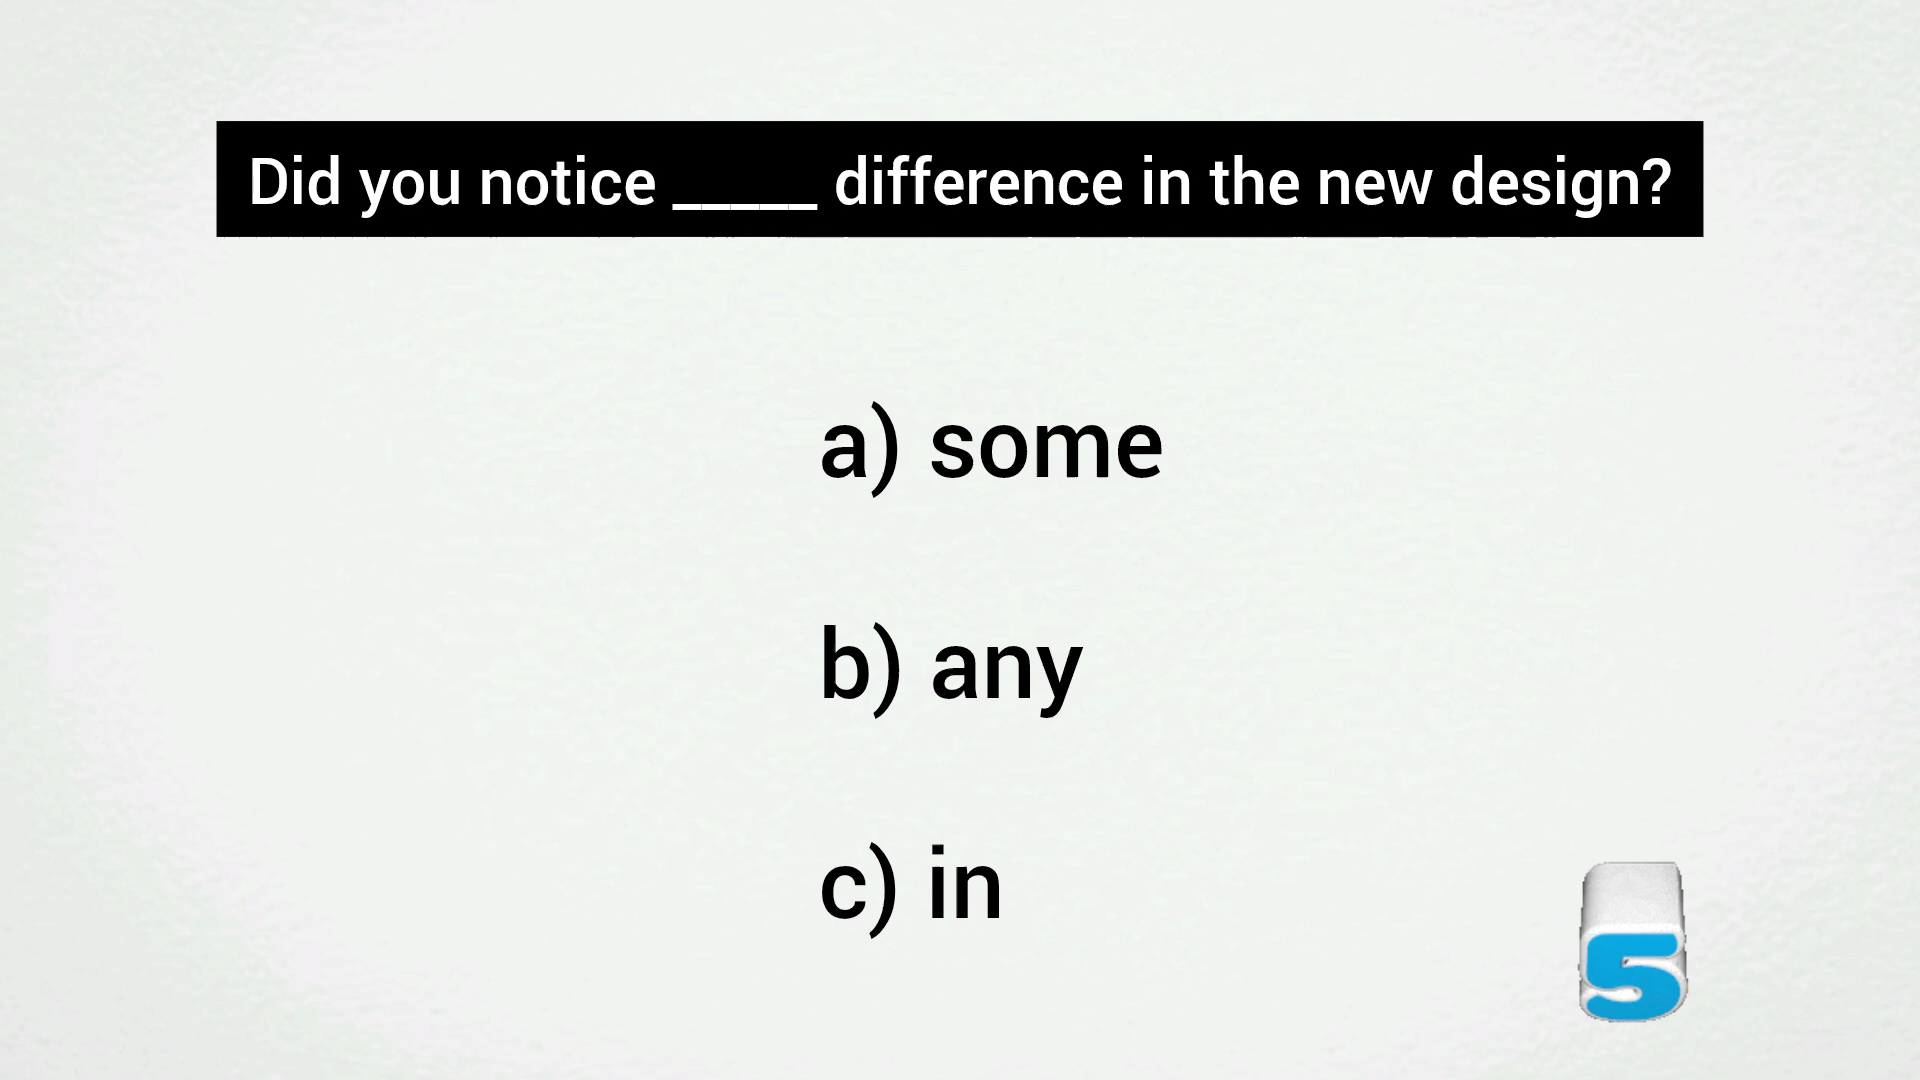 Did you notice _____ difference in the new design?
a) some
b) any
c) in
5